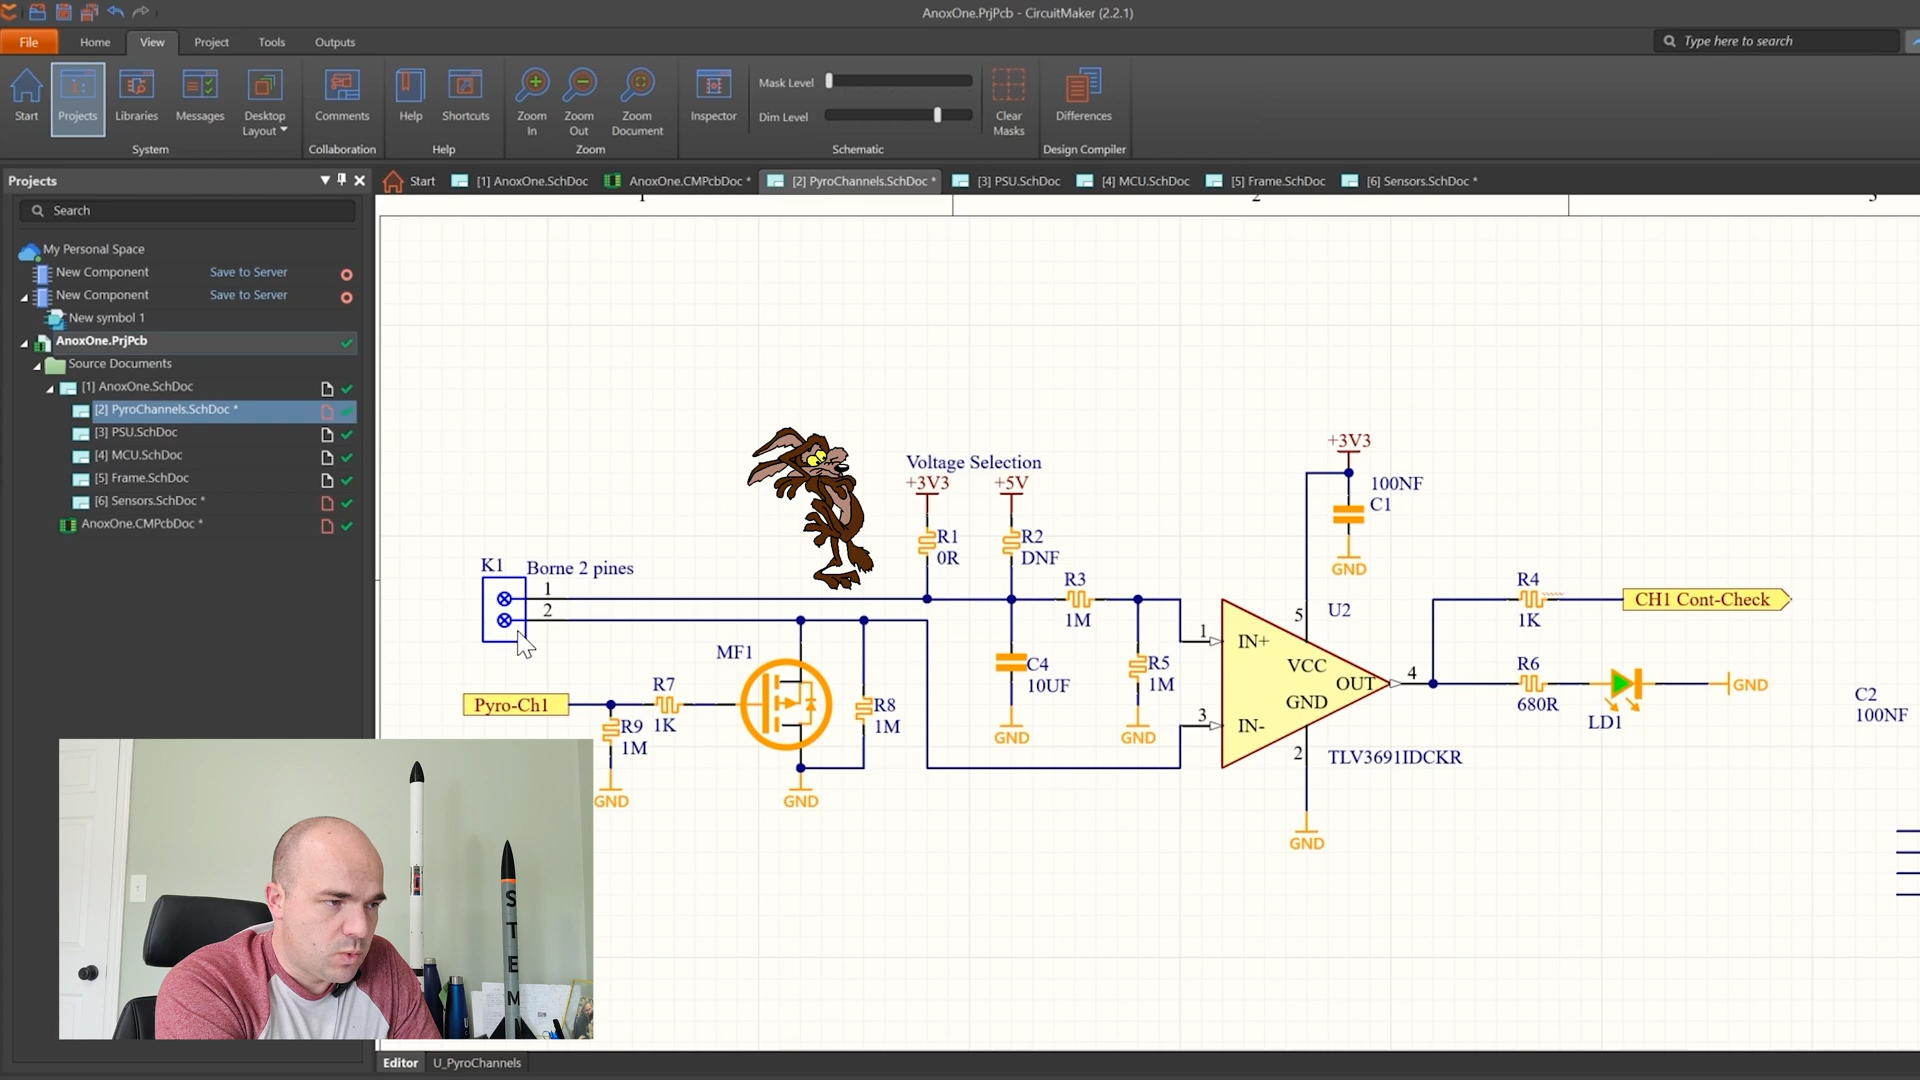 AnoxOne.PrjPcb - CircuitMaker (2.2.1)
File
Home
View
Project
Tools
Outputs
Type here to search
Start
Projects
Libraries
Messages
Desktop
Layout
Comments
Help
Shortcuts
Zoom
In
Zoom
Out
Zoom
Document
Inspector
Mask Level
Dim Level
Clear
Masks
Differences
System
Collaboration
Help
Zoom
Schematic
Design Compiler
Projects
Start
[1] AnoxOne.SchDoc
AnoxOne.CMPcbDoc *
[2] PyroChannels.SchDoc *
[3] PSU.SchDoc
[4] MCU.SchDoc
[5] Frame.SchDoc
[6] Sensors.SchDoc *
Search
My Personal Space
New Component Save to Server
New Component Save to Server
New symbol 1
AnoxOne.PrjPcb
Source Documents
[1] AnoxOne.SchDoc
[2] PyroChannels.SchDoc *
[3] PSU.SchDoc
[4] MCU.SchDoc
[5] Frame.SchDoc
[6] Sensors.SchDoc *
AnoxOne.CMPcbDoc *
K1
Borne 2 pines
1
2
Voltage Selection
+3V3
+5V
R1
0R
R2
DNF
R3
1M
C4
10UF
GND
R5
1M
GND
MF1
Pyro-Ch1
R7
1K
R9
1M
GND
R8
1M
GND
+3V3
100NF
C1
GND
5
U2
1
IN+
VCC
GND
OUT
4
3
IN-
2
TLV3691IDCKR
GND
R4
1K
CH1 Cont-Check
R6
680R
LD1
GND
C2
100NF
S
T
E
M
Editor
U_PyroChannels